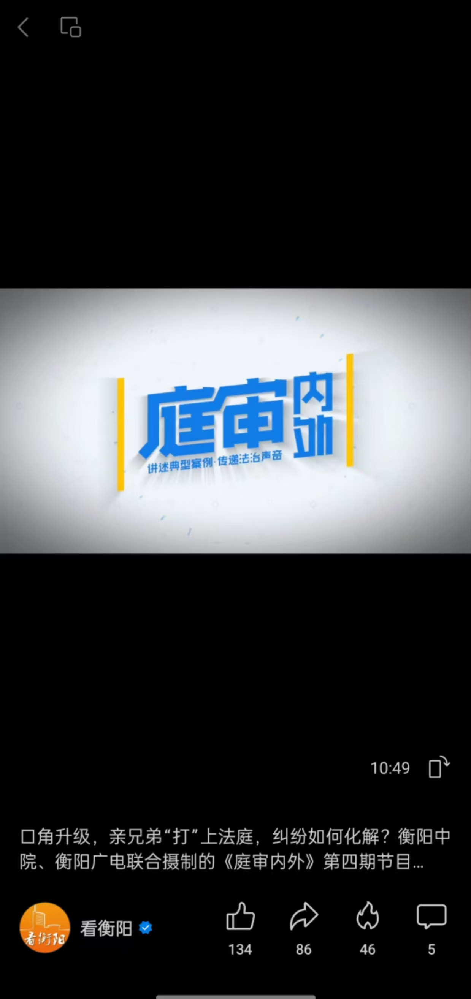 庭审内外
讲述典型案例·传递法治声音
10:49
口角升级，亲兄弟“打”上法庭，纠纷如何化解？衡阳中
院、衡阳广电联合摄制的《庭审内外》第四期节目...
看衡阳
看衡阳
134
86
46
5